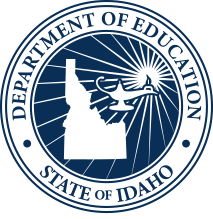 DEPARTMENT OF EDUCATION
STATE OF IDAHO